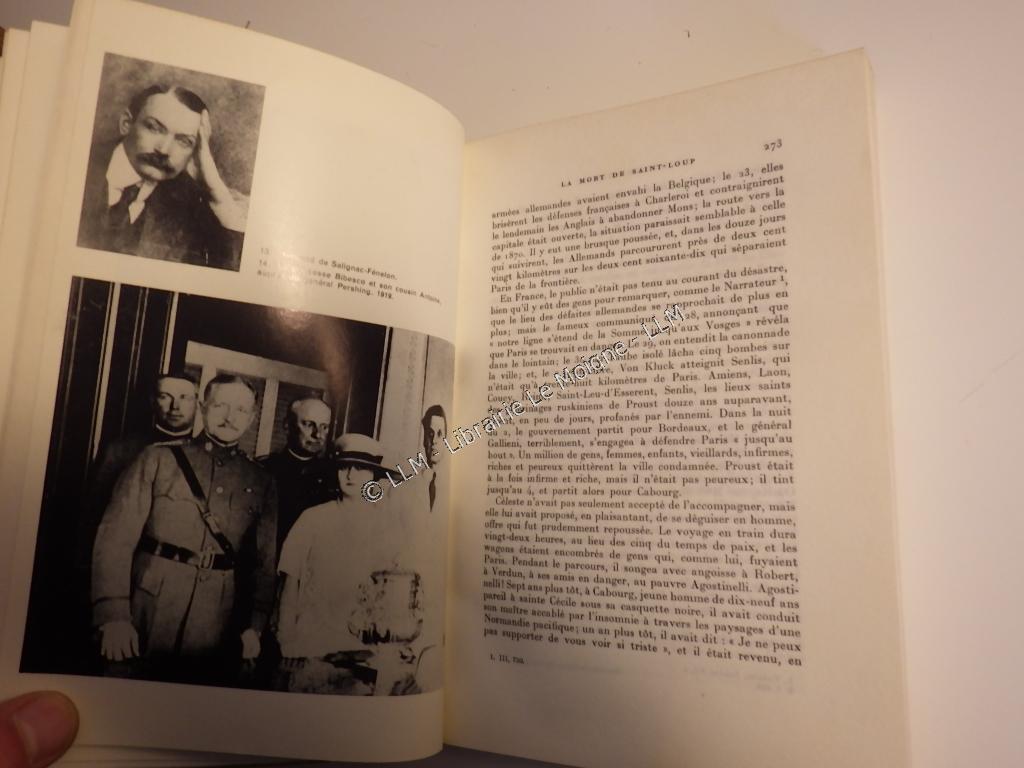 13. de Salignac-Fénelon.
14. cesse Bibesco et son cousin Antoine,
général Pershing. 1919.
273
LA MORT DE SAINT-LOUP
armées allemandes avaient envahi la Belgique; le 23, elles
brisèrent les défenses françaises à Charleroi et contraignirent
le lendemain les Anglais à abandonner Mons; la route vers la
capitale était ouverte, la situation paraissait semblable à celle
de 1870. Il y eut une brusque poussée, et, dans les douze jours
qui suivirent, les Allemands parcoururent près de deux cent
vingt kilomètres sur les deux cent soixante-dix qui séparaient
Paris de la frontière.
En France, le public n'était pas tenu au courant du désastre,
bien qu'il y eût des gens pour remarquer, comme le Narrateur 1,
que le lieu des défaites allemandes se rapprochait de plus en
plus; mais le fameux communiqué 28, annonçant que
« notre ligne s'étend de la Somme qu'aux Vosges » révéla
que Paris se trouvait en danger. Le 29, on entendit la canonnade
dans le lointain; le isolé lâcha cinq bombes sur
la ville; et, le Von Kluck atteignit Senlis, qui
n'était qu'à huit kilomètres de Paris. Amiens, Laon,
Coucy, Saint-Leu-d'Esserent, Senlis, les lieux saints
ruskiniens de Proust douze ans auparavant,
en peu de jours, profanés par l'ennemi. Dans la nuit
du le gouvernement partit pour Bordeaux, et le général
Gallieni, terriblement, s'engagea à défendre Paris « jusqu'au
bout ». Un million de gens, femmes, enfants, vieillards, infirmes,
riches et peureux quittèrent la ville condamnée. Proust était
à la fois infirme et riche, mais il n'était pas peureux; il tint
jusqu'au 4, et partit alors pour Cabourg.
Céleste n'avait pas seulement accepté de l'accompagner, mais
elle lui avait proposé, en plaisantant, de se déguiser en homme,
offre qui fut prudemment repoussée. Le voyage en train dura
vingt-deux heures, au lieu des cinq du temps de paix, et les
wagons étaient encombrés de gens qui, comme lui, fuyaient
Paris. Pendant le parcours, il songea avec angoisse à Robert,
à Verdun, à ses amis en danger, au pauvre Agostinelli. Agosti-
nelli! Sept ans plus tôt, à Cabourg, jeune homme de dix-neuf ans
pareil à sainte Cécile sous sa casquette noire, il avait conduit
son maître accablé par l'insomnie à travers les paysages d'une
Normandie pacifique; un an plus tôt, il avait dit : « Je ne peux
pas supporter de vous voir si triste », et il était revenu, en
1. III, 750.
© LLM - Librairie Le Moigne - LLM